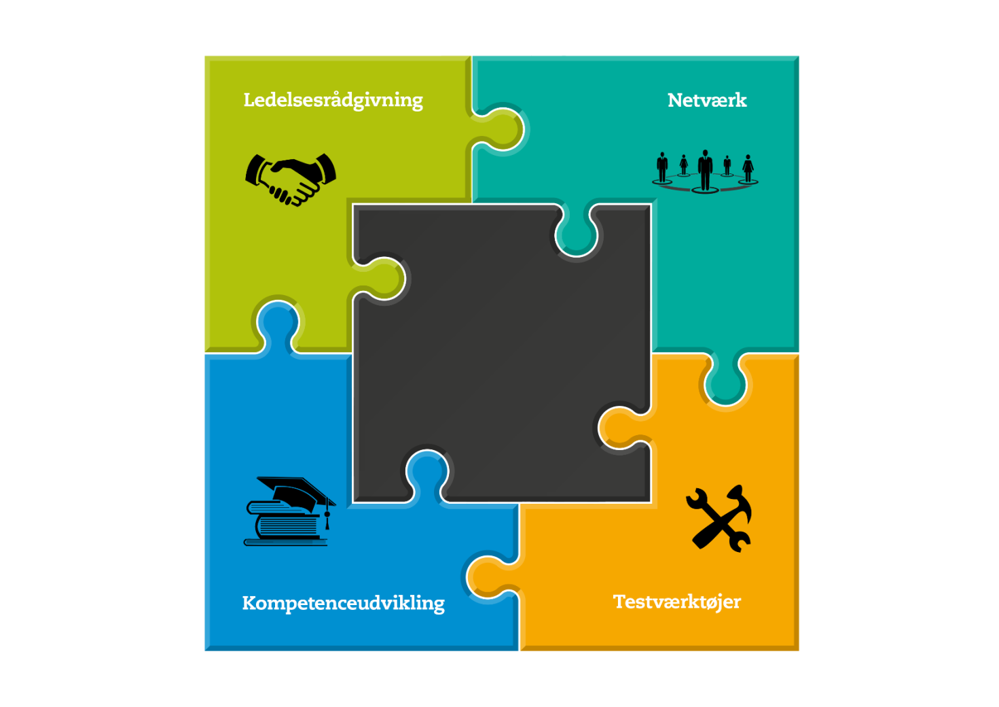 Ledelsesrådgivning
Netværk
Kompetenceudvikling
Testværktøjer